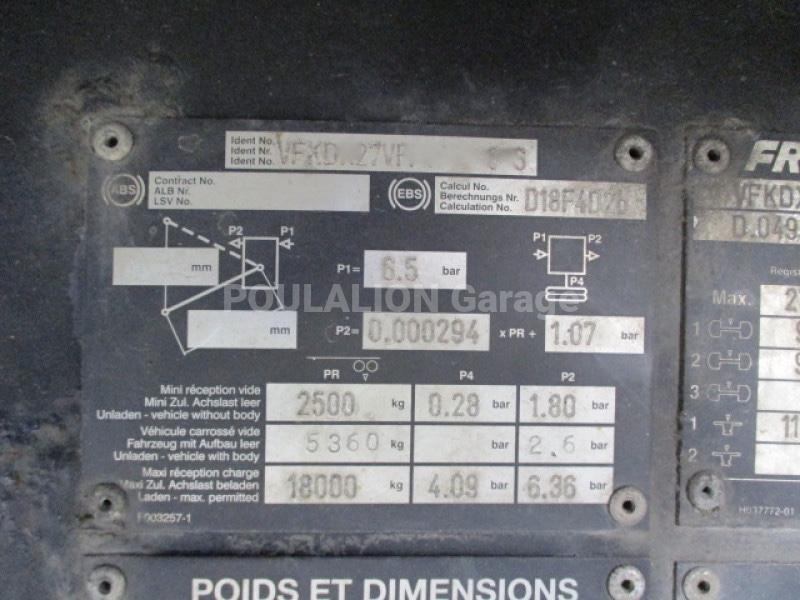 Ident No.
Ident Nr.
Ident No.
ABS
Contract No.
ALB Nr.
LSV No.
EBS
Calcul No.
Berechnungs Nr.
Calculation No.
D18F4D26
P2 P1
mm
mm
P1= 6.5 bar
P1 P2
P4
P2= 0.000294 x PR + 1.07 bar
POULALION Garage
PR P4 P2
Mini réception vide
Mini Zul. Achslast leer
Unladen - vehicle without body
2500 kg 0.28 bar 1.80 bar
Véhicule carrossé vide
Fahrzeug mit Aufbau leer
Unladen - vehicle with body
5360 kg bar 2.6 bar
Maxi réception charge
Maxi Zul. Achslast beladen
Laden - max. permitted
18000 kg 4.09 bar 6.36 bar
F003257-1
FR
VFKD
D.049
Regist
Max. 2
1
2
3
1 11
2
H037772-01
POIDS ET DIMENSIONS